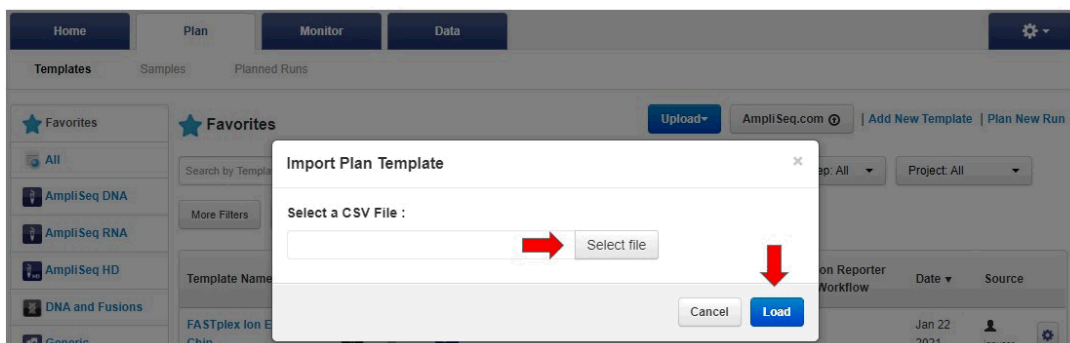 Home
Plan
Monitor
Data
Templates
Samples
Planned Runs
Favorites
All
AmpliSeq DNA
AmpliSeq RNA
AmpliSeq HD
DNA and Fusions
Generic
Favorites
Upload
AmpliSeq.com
| Add New Template | Plan New Run
Search by Templa
ep: All
Project: All
More Filters
Import Plan Template
×
Select a CSV File :
Select file
Cancel
Load
Template Name
on Reporter
Workflow
Date
Source
FASTplex Ion E
Chip
Jan 22
2021